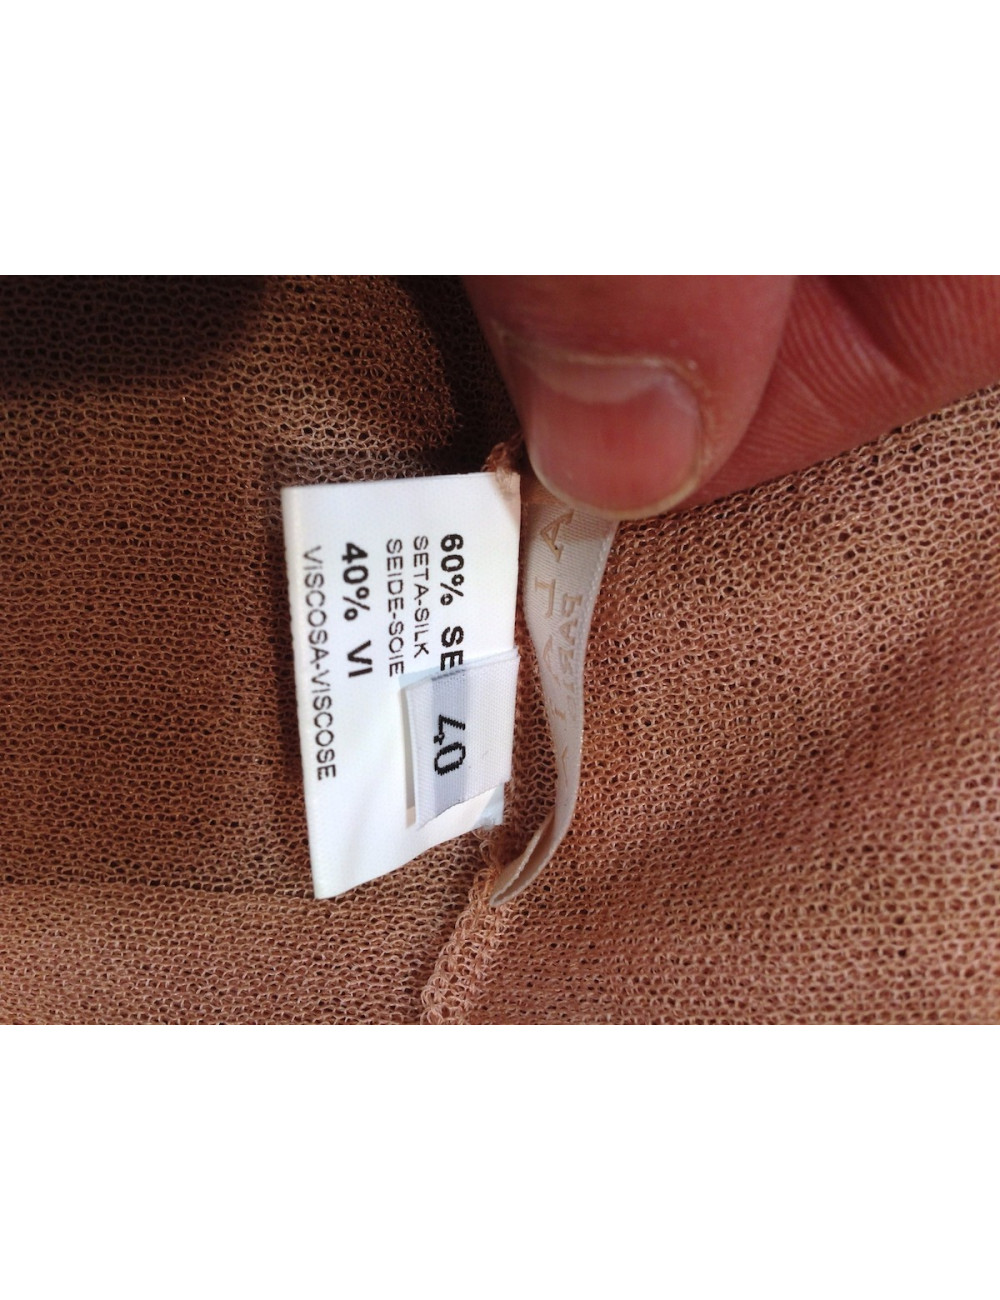 60% SE
SETA-SILK
SEIDE-SOIE
40% VI
VISCOSA-VISCOSE
40